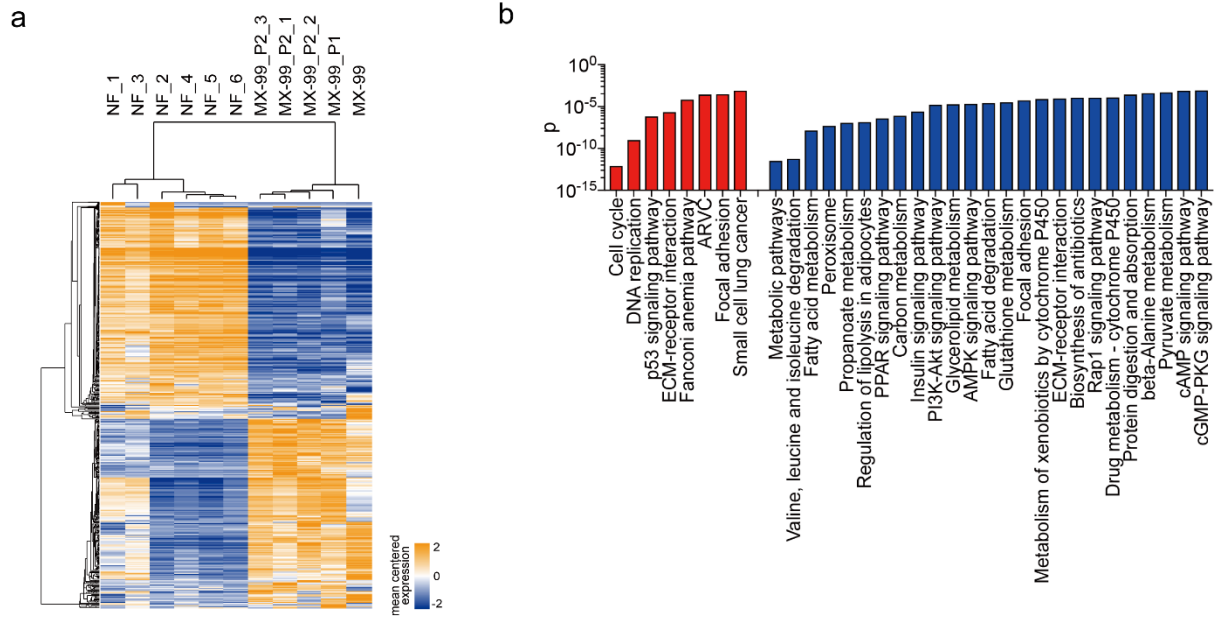 a
NF_1
NF_3
NF_2
NF_4
NF_5
NF_6
MX-99_P2_3
MX-99_P2_1
MX-99_P2_2
MX-99_P1
MX-99
mean centered
expression
2
0
-2
b
p
10^0
10^-5
10^-10
10^-15
Cell cycle
DNA replication
p53 signaling pathway
ECM-receptor interaction
Fanconi anemia pathway
ARVC
Focal adhesion
Small cell lung cancer
Metabolic pathways
Valine, leucine and isoleucine degradation
Fatty acid metabolism
Peroxisome
Propanoate metabolism
Regulation of lipolysis in adipocytes
PPAR signaling pathway
Carbon metabolism
Insulin signaling pathway
PI3K-Akt signaling pathway
Glycerolipid metabolism
AMPK signaling pathway
Fatty acid degradation
Glutathione metabolism
Focal adhesion
Metabolism of xenobiotics by cytochrome P450
ECM-receptor interaction
Biosynthesis of antibiotics
Rap1 signaling pathway
Drug metabolism - cytochrome P450
Protein digestion and absorption
beta-Alanine metabolism
Pyruvate metabolism
cAMP signaling pathway
cGMP-PKG signaling pathway